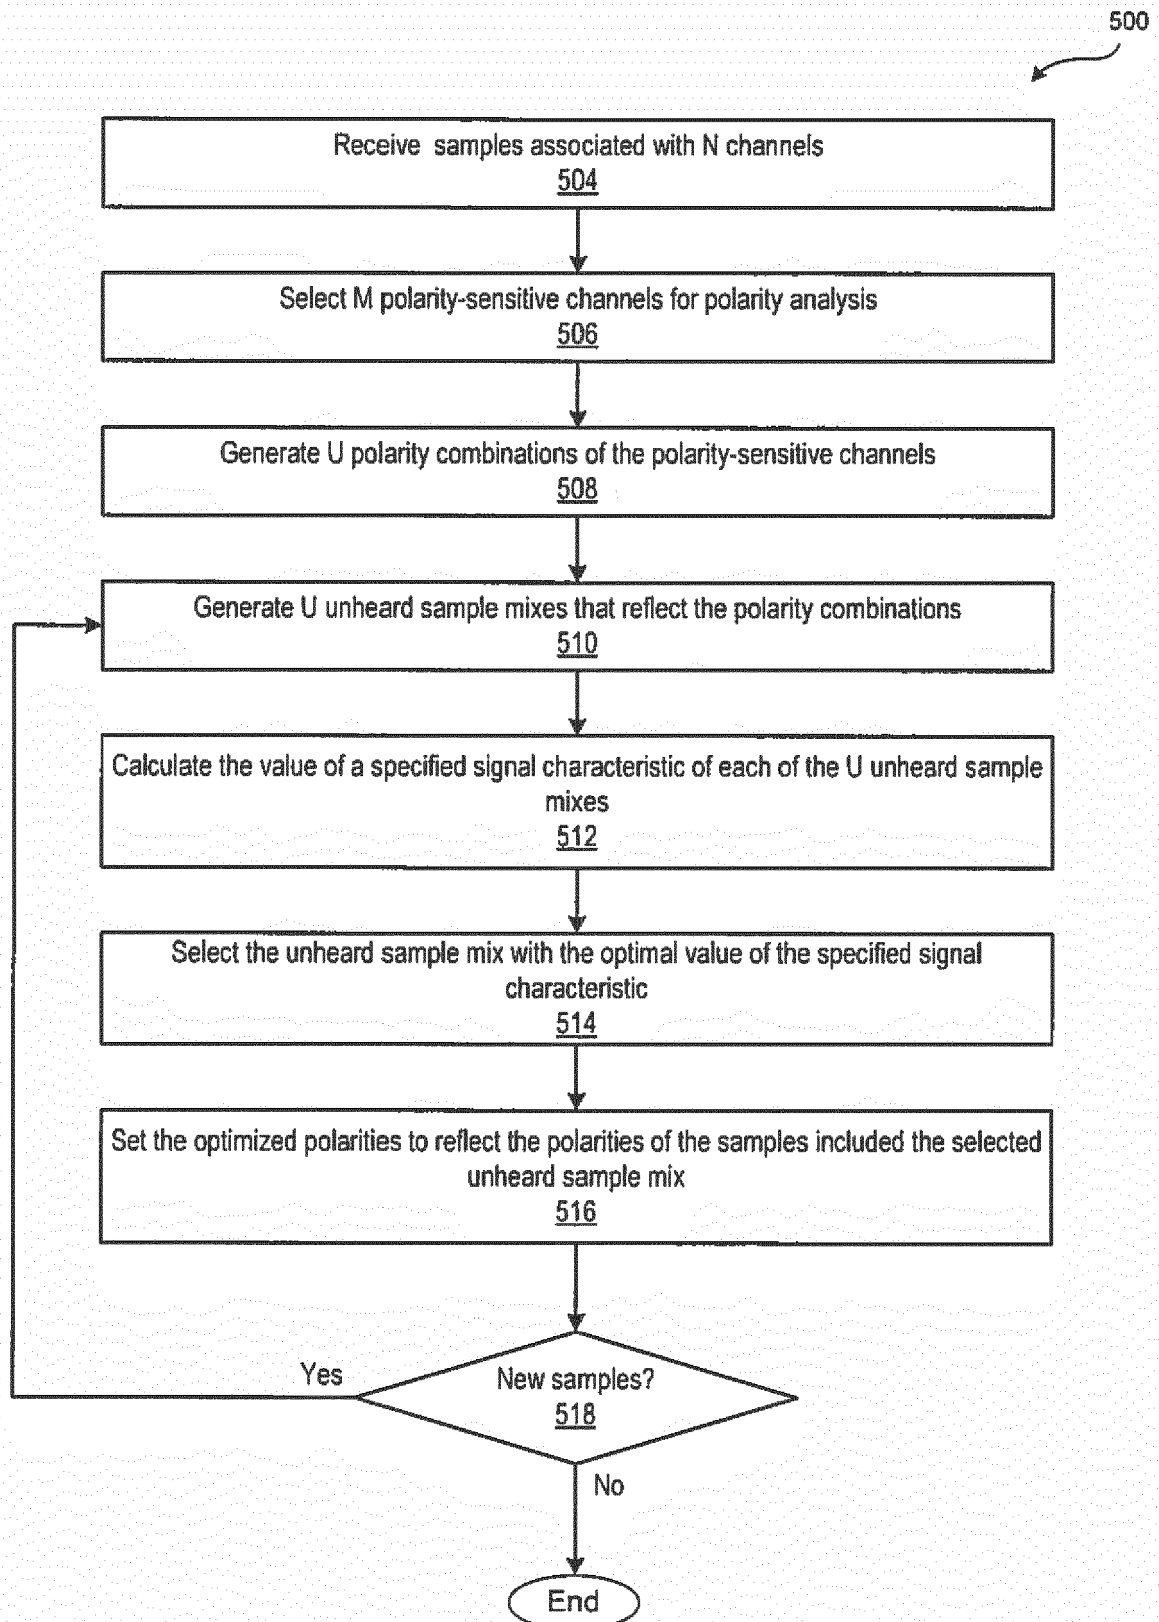 500
Receive samples associated with N channels
504
Select M polarity-sensitive channels for polarity analysis
506
Generate U polarity combinations of the polarity-sensitive channels
508
Generate U unheard sample mixes that reflect the polarity combinations
510
Calculate the value of a specified signal characteristic of each of the U unheard sample
mixes
512
Select the unheard sample mix with the optimal value of the specified signal
characteristic
514
Set the optimized polarities to reflect the polarities of the samples included the selected
unheard sample mix
516
Yes
New samples?
518
No
End